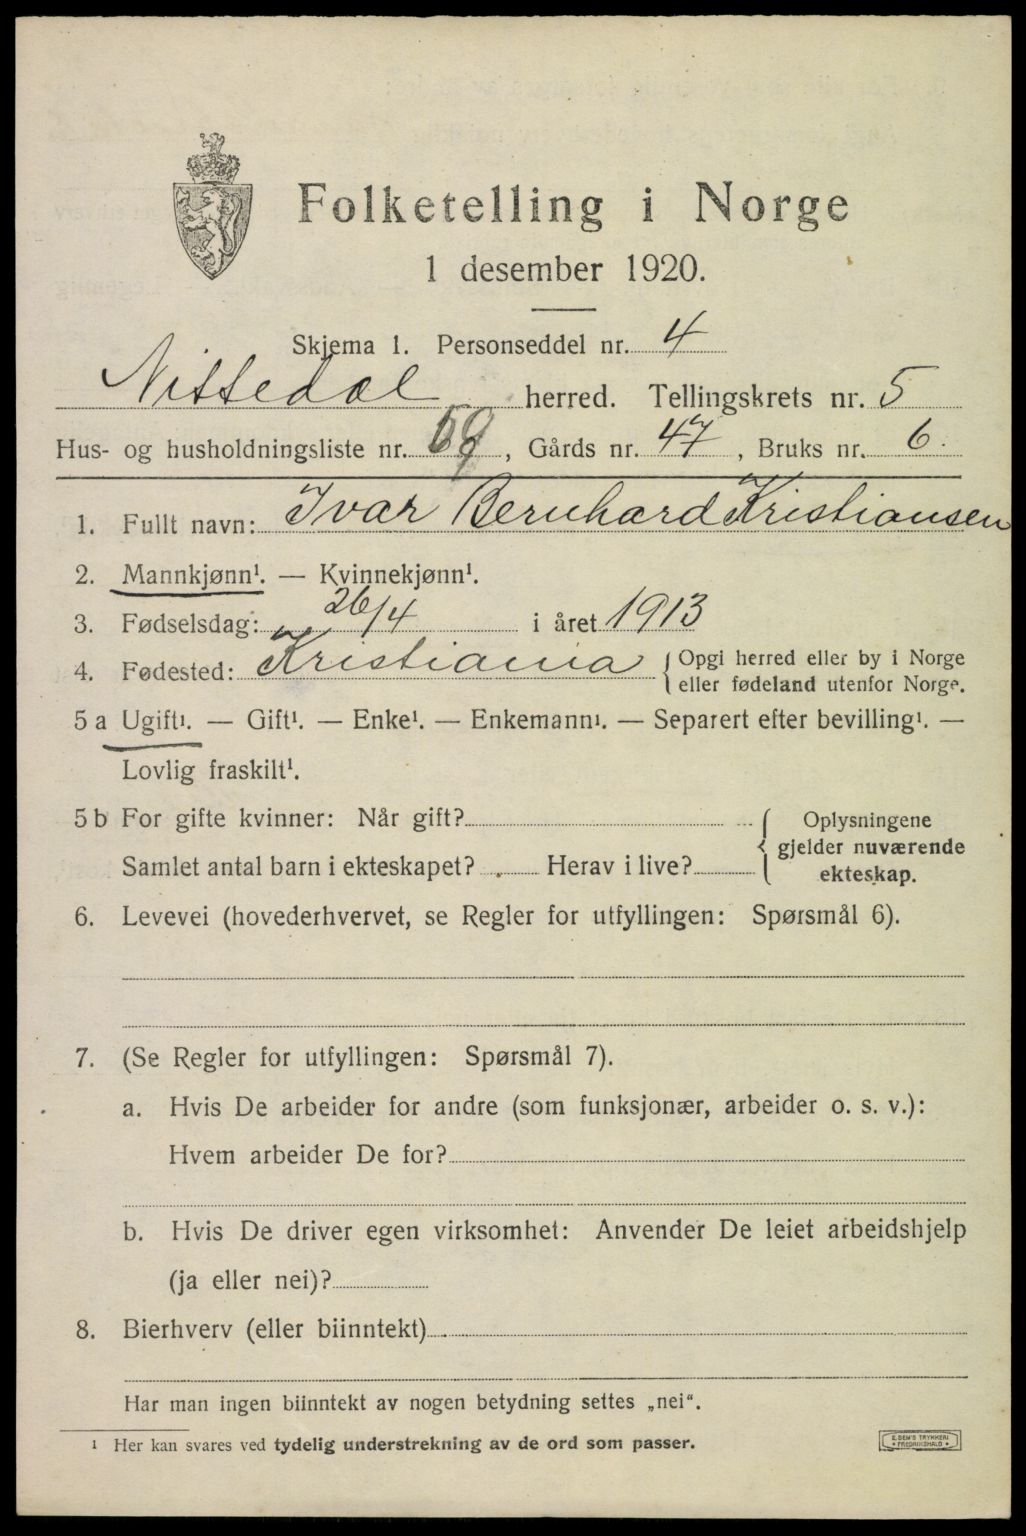 Folketelling i Norge
1 desember 1920.
Skjema 1. Personseddel nr. 4
Nittedal herred. Tellingskrets nr. 5
Hus- og husholdningsliste nr. , Gårds nr. 47, Bruks nr. 6.
1. Fullt navn: Ivar Bernhard Kristiansen
2. Mannkjønn¹. — Kvinnekjønn¹.
3. Fødselsdag: 26/4 i året 1913
4. Fødested: Kristiania { Opgi herred eller by i Norge
eller fødeland utenfor Norge.
5 a Ugift¹. — Gift¹. — Enke¹. — Enkemann¹. — Separert efter bevilling¹. —
Lovlig fraskilt¹.
5 b For gifte kvinner: Når gift? { Oplysningene
gjelder nuværende
Samlet antal barn i ekteskapet? Herav i live?
ekteskap.
6. Levevei (hovederhvervet, se Regler for utfyllingen: Spørsmål 6).
7. (Se Regler for utfyllingen: Spørsmål 7).
a. Hvis De arbeider for andre (som funksjonær, arbeider o. s. v.):
Hvem arbeider De for?
b. Hvis De driver egen virksomhet: Anvender De leiet arbeidshjelp
(ja eller nei)?
8. Bierhverv (eller biinntekt)
Har man ingen biinntekt av nogen betydning settes „nei“.
¹ Her kan svares ved tydelig understrekning av de ord som passer.
E. SEM'S TRYKKERI
• FREDRIKSHALD •